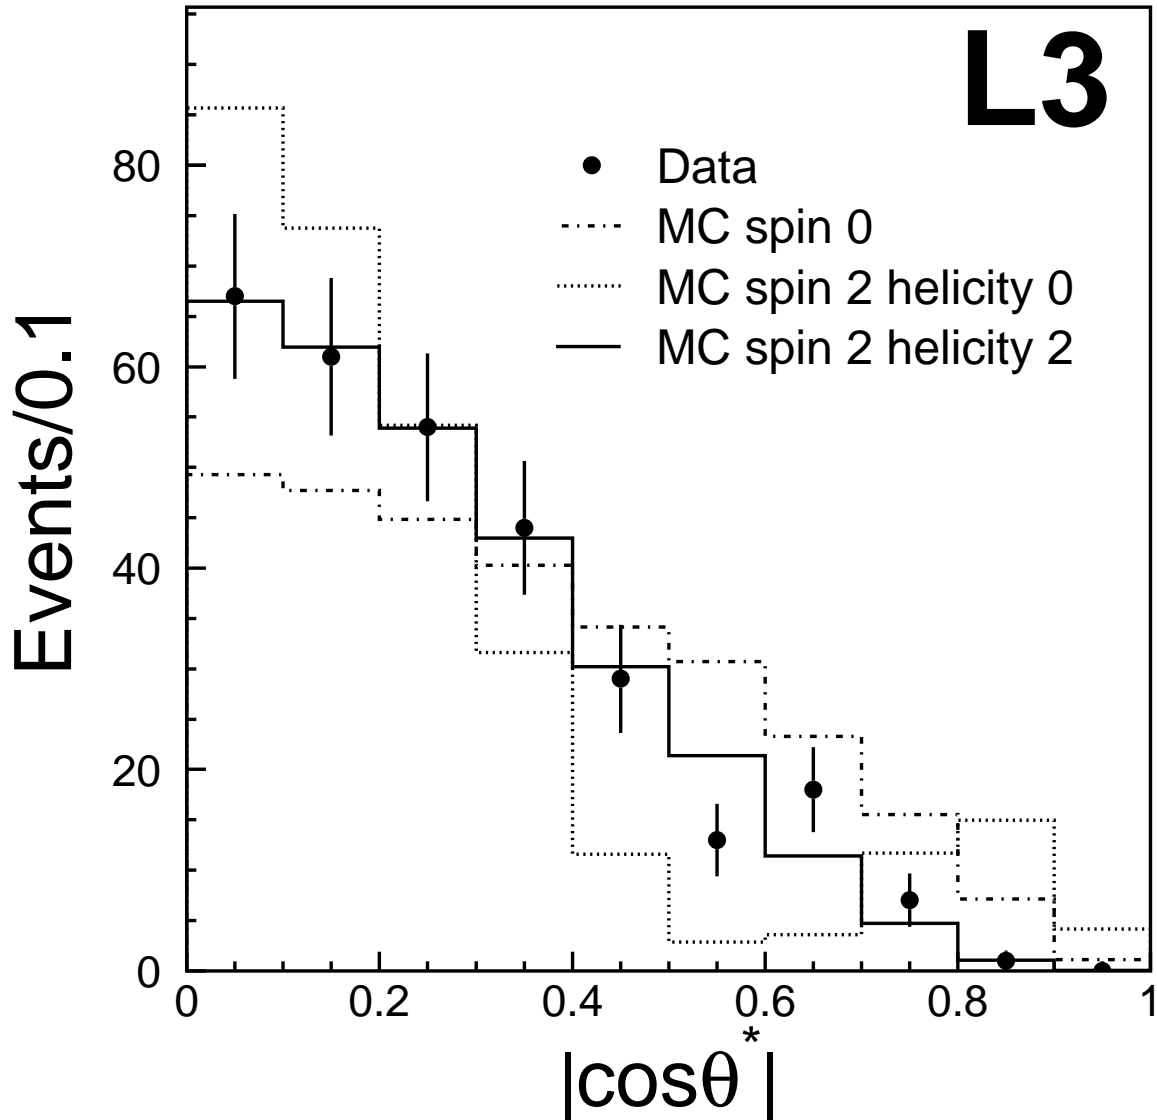 L3
Data
MC spin 0
MC spin 2 helicity 0
MC spin 2 helicity 2
Events/0.1
80
60
40
20
0
0 0.2 0.4 0.6 0.8 1
|cosθ*|